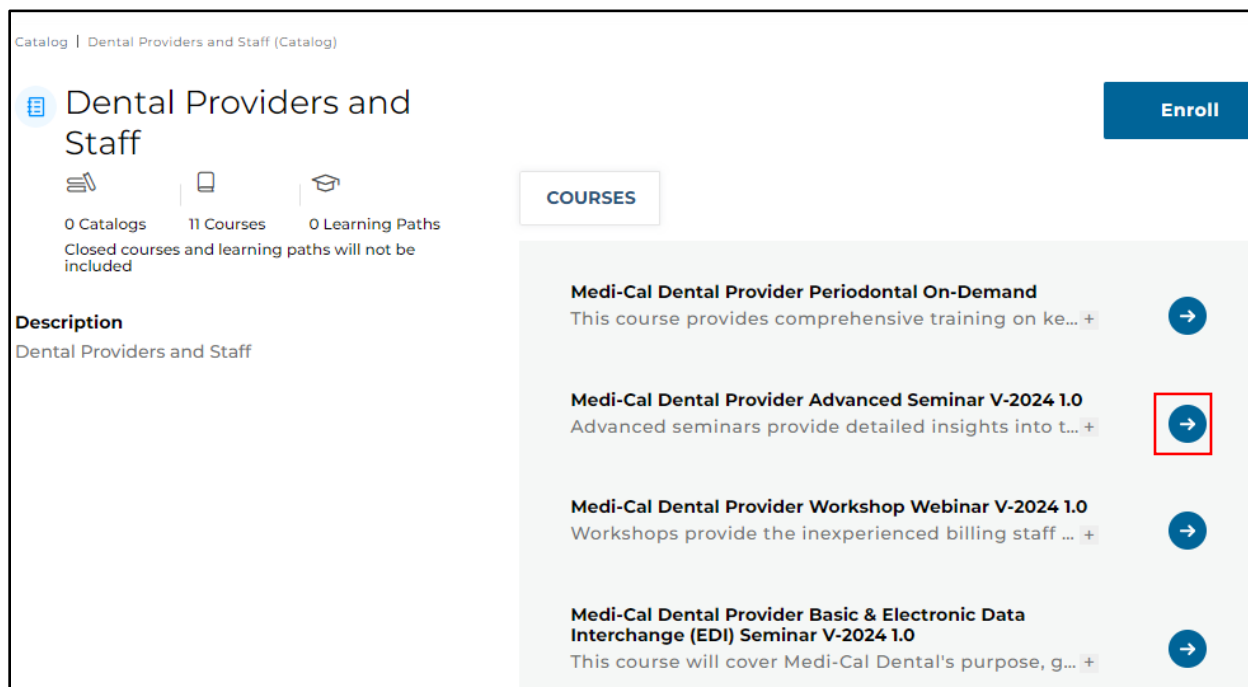 Catalog | Dental Providers and Staff (Catalog)
Dental Providers and
Staff
Enroll
0 Catalogs
11 Courses
0 Learning Paths
Closed courses and learning paths will not be
included
Description
Dental Providers and Staff
COURSES
Medi-Cal Dental Provider Periodontal On-Demand
This course provides comprehensive training on ke... +
Medi-Cal Dental Provider Advanced Seminar V-2024 1.0
Advanced seminars provide detailed insights into t... +
Medi-Cal Dental Provider Workshop Webinar V-2024 1.0
Workshops provide the inexperienced billing staff ... +
Medi-Cal Dental Provider Basic & Electronic Data
Interchange (EDI) Seminar V-2024 1.0
This course will cover Medi-Cal Dental's purpose, g... +